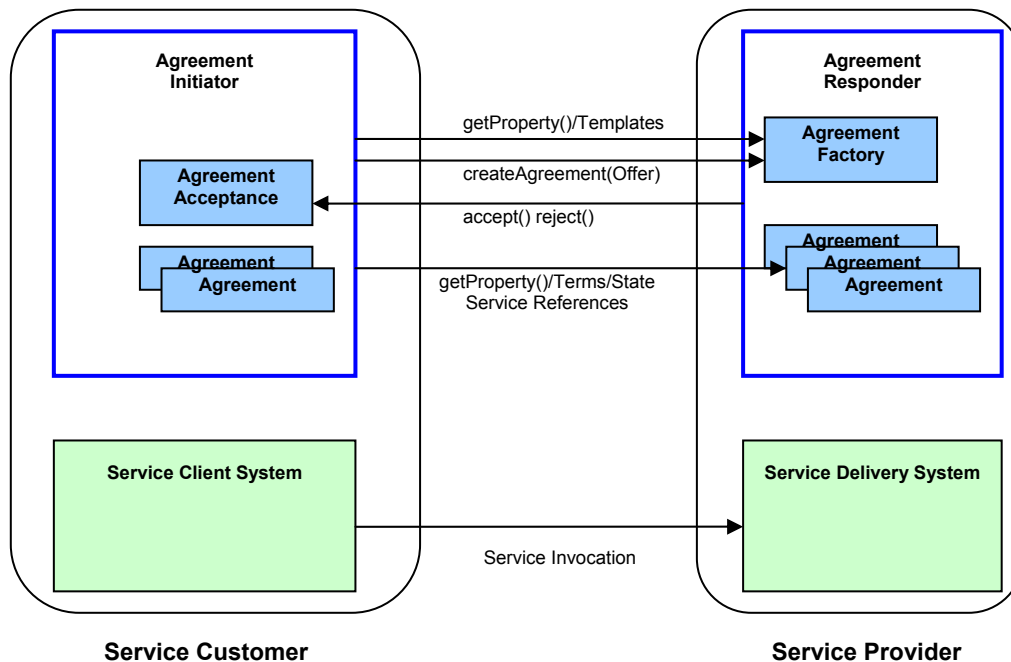 Agreement
Initiator
Agreement
Responder
getProperty()/Templates
Agreement
Factory
createAgreement(Offer)
Agreement
Acceptance
accept() reject()
Agreement
Agreement
getProperty()/Terms/State
Service References
Agreement
Agreement
Agreement
Service Client System
Service Delivery System
Service Invocation
Service Customer
Service Provider